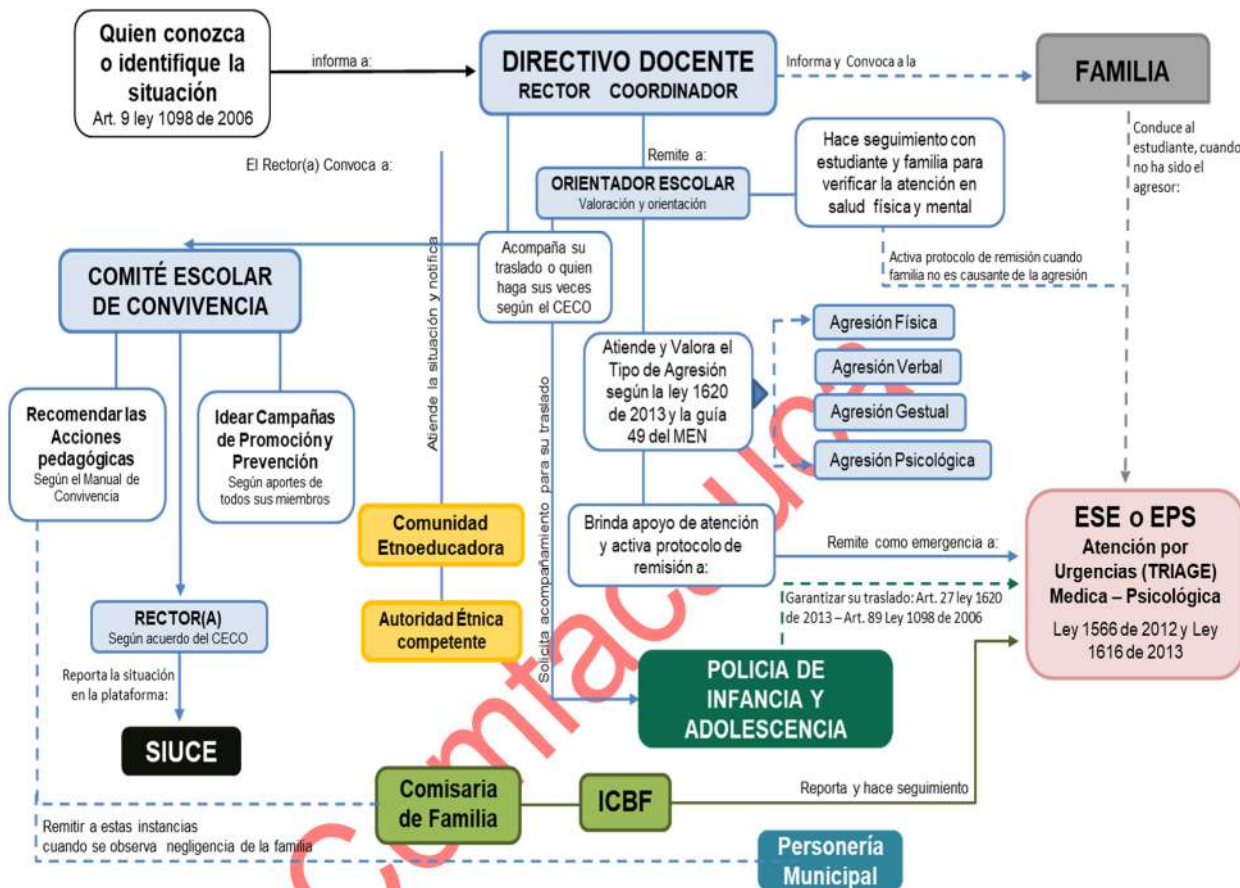 Quien conozca
o identifique la
situación
Art. 9 ley 1098 de 2006
informa a:
DIRECTIVO DOCENTE
RECTOR COORDINADOR
Informa y Convoca a la
FAMILIA
Conduce al
estudiante, cuando
no ha sido el
agresor:
El Rector(a) Convoca a:
Remite a:
ORIENTADOR ESCOLAR
Valoración y orientación
Hace seguimiento con
estudiante y familia para
verificar la atención en
salud física y mental
Activa protocolo de remisión cuando
familia no es causante de la agresión
COMITÉ ESCOLAR
DE CONVIVENCIA
Atiende la situación y notifica
Acompaña su
traslado o quien
haga sus veces
según el CECO
Atiende y Valora el
Tipo de Agresión
según la ley 1620
de 2013 y la guía
49 del MEN
Agresión Física
Agresión Verbal
Agresión Gestual
Agresión Psicológica
Recomendar las
Acciones
pedagógicas
Según el Manual de
Convivencia
Idear Campañas
de Promoción y
Prevención
Según aportes de
todos sus miembros
Comunidad
Etnoeducadora
Autoridad Étnica
competente
Solicita acompañamiento para su traslado
Brinda apoyo de atención
y activa protocolo de
remisión a:
Remite como emergencia a:
ESE o EPS
Atención por
Urgencias (TRIAGE)
Medica – Psicológica
Ley 1566 de 2012 y Ley
1616 de 2013
Garantizar su traslado: Art. 27 ley 1620
de 2013 – Art. 89 Ley 1098 de 2006
RECTOR(A)
Según acuerdo del CECO
Reporta la situación
en la plataforma:
SIUCE
POLICIA DE
INFANCIA Y
ADOLESCENCIA
Comisaria
de Familia
ICBF
Reporta y hace seguimiento
Remitir a estas instancias
cuando se observa negligencia de la familia
Personería
Municipal
Comfacucuta